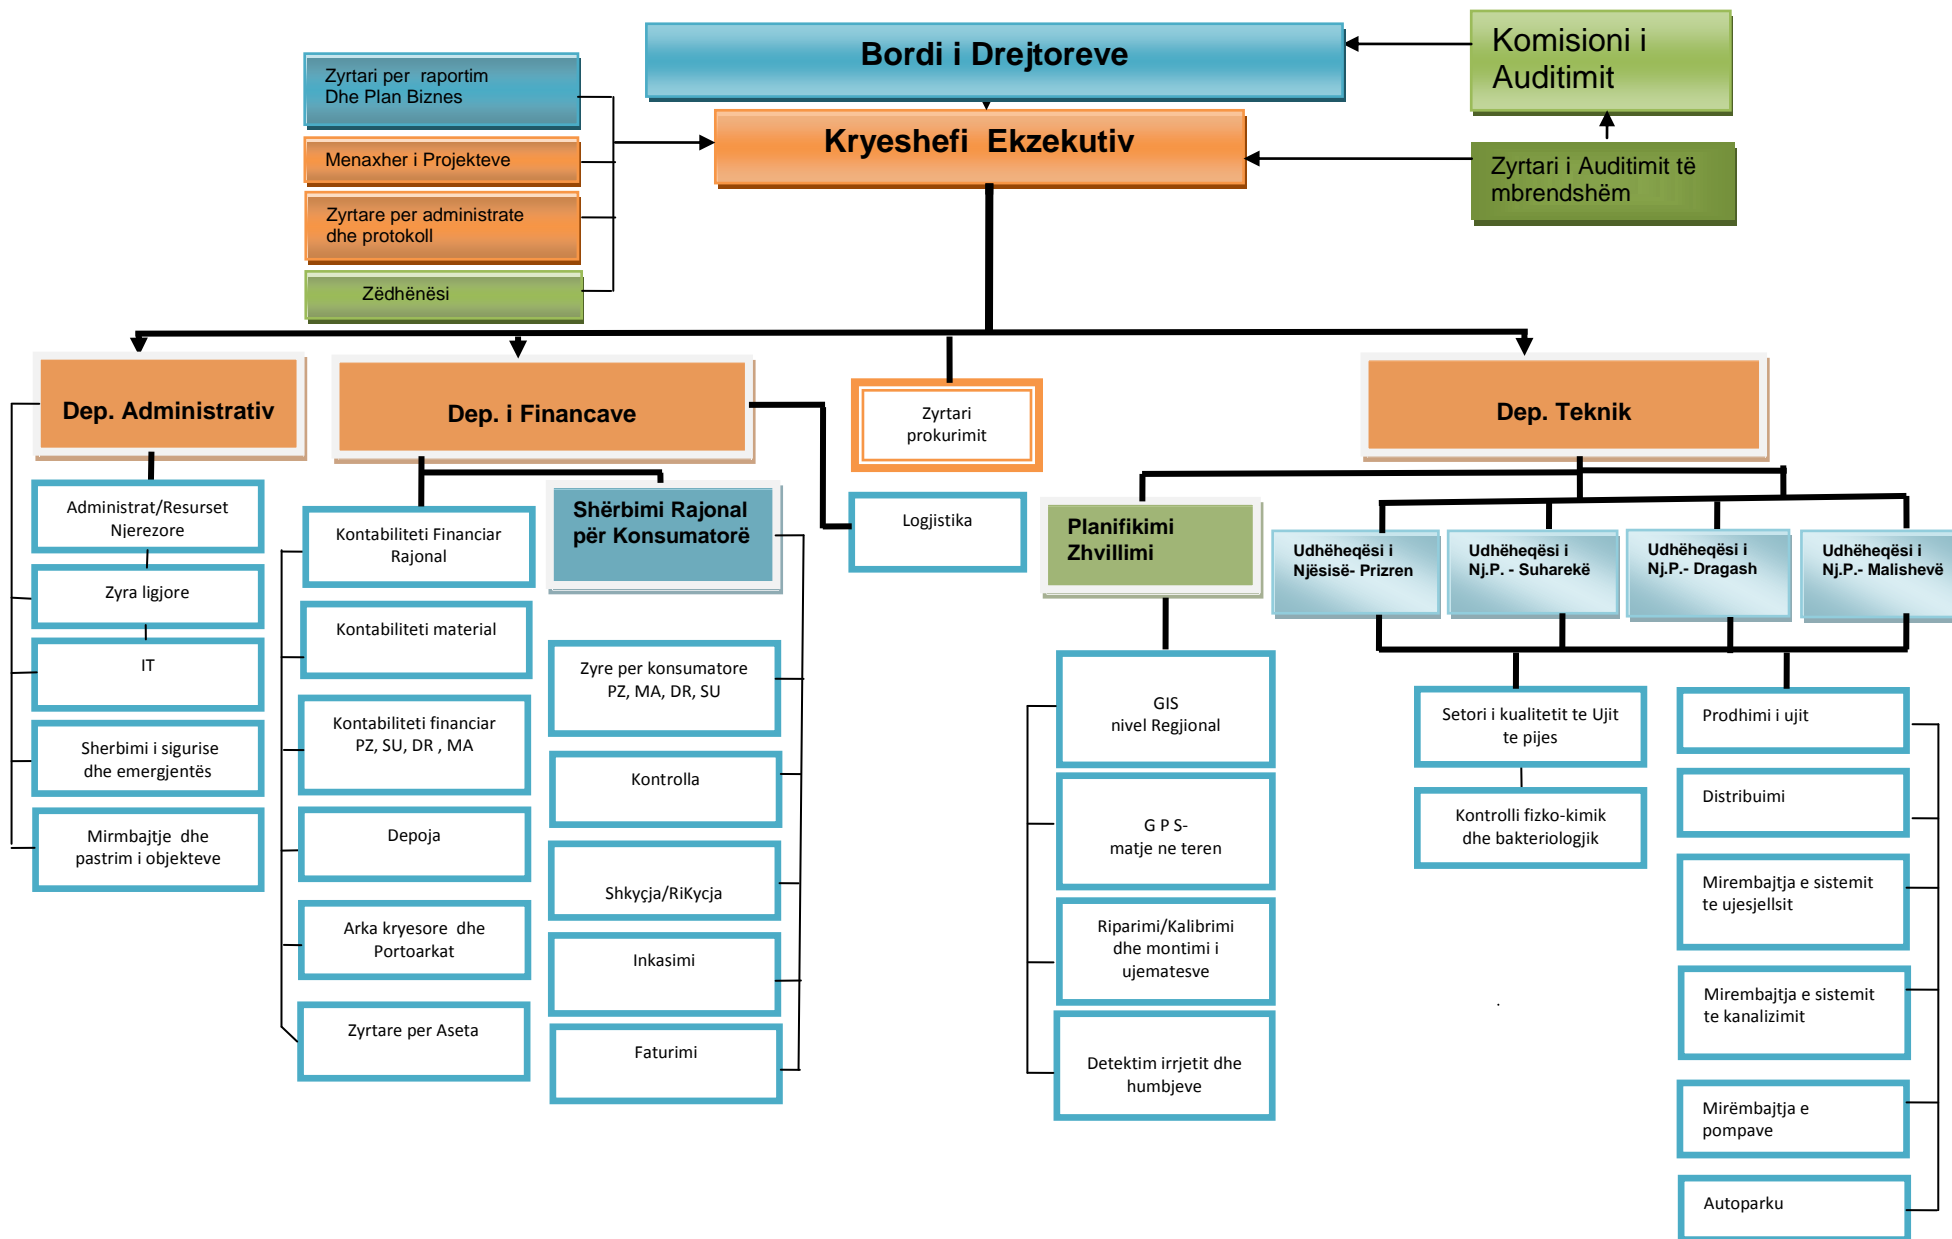 Bordi i Drejtoreve
Komisioni i
Auditimit
Zyrtari per raportim
Dhe Plan Biznes
Kryeshefi Ekzekutiv
Menaxher i Projekteve
Zyrtari i Auditimit të
mbrendshëm
Zyrtare per administrate
dhe protokoll
Zëdhënësi
Dep. Administrativ
Dep. i Financave
Zyrtari
prokurimit
Dep. Teknik
Administrat/Resurset
Njerezore
Zyra ligjore
IT
Sherbimi i sigurise
dhe emergjentës
Mirmbajtje dhe
pastrim i objekteve
Kontabiliteti Financiar
Rajonal
Kontabiliteti material
Kontabiliteti financiar
PZ, SU, DR , MA
Depoja
Arka kryesore dhe
Portoarkat
Zyrtare per Aseta
Shërbimi Rajonal
për Konsumatorë
Zyre per konsumatore
PZ, MA, DR, SU
Kontrolla
Shkyçja/RiKycja
Inkasimi
Faturimi
Logjistika
Planifikimi
Zhvillimi
GIS
nivel Regjional
G P S-
matje ne teren
Riparimi/Kalibrimi
dhe montimi i
ujematesve
Detektim irrjetit dhe
humbjeve
Udhëheqësi i
Njësisë- Prizren
Udhëheqësi i
Nj.P. - Suharekë
Udhëheqësi i
Nj.P.- Dragash
Udhëheqësi i
Nj.P.- Malishevë
Setori i kualitetit te Ujit
te pijes
Kontrolli fizko-kimik
dhe bakteriologjik
Prodhimi i ujit
Distribuimi
Mirembajtja e sistemit
te ujesjellsit
Mirembajtja e sistemit
te kanalizimit
Mirëmbajtja e
pompave
Autoparku